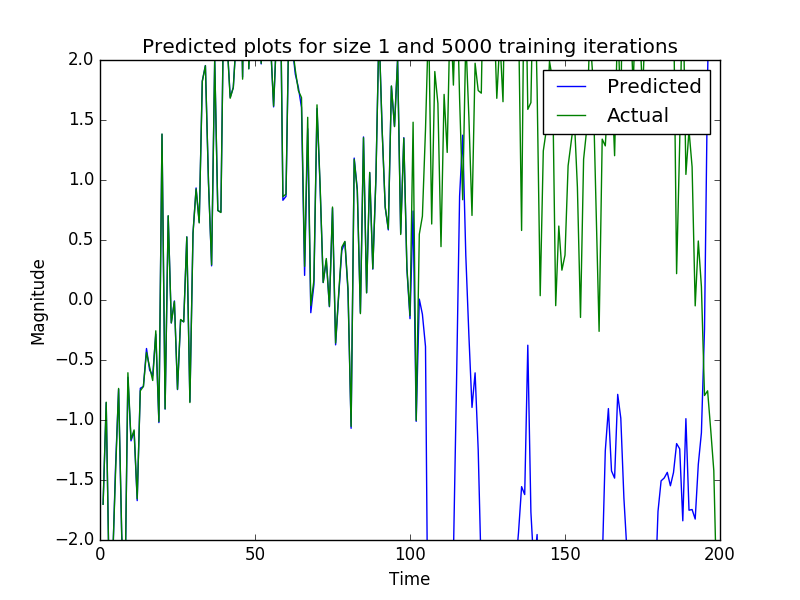 Predicted plots for size 1 and 5000 training iterations
Predicted
Actual
2.0
1.5
1.0
0.5
0.0
−0.5
−1.0
−1.5
−2.0
Magnitude
0 50 100 150 200
Time